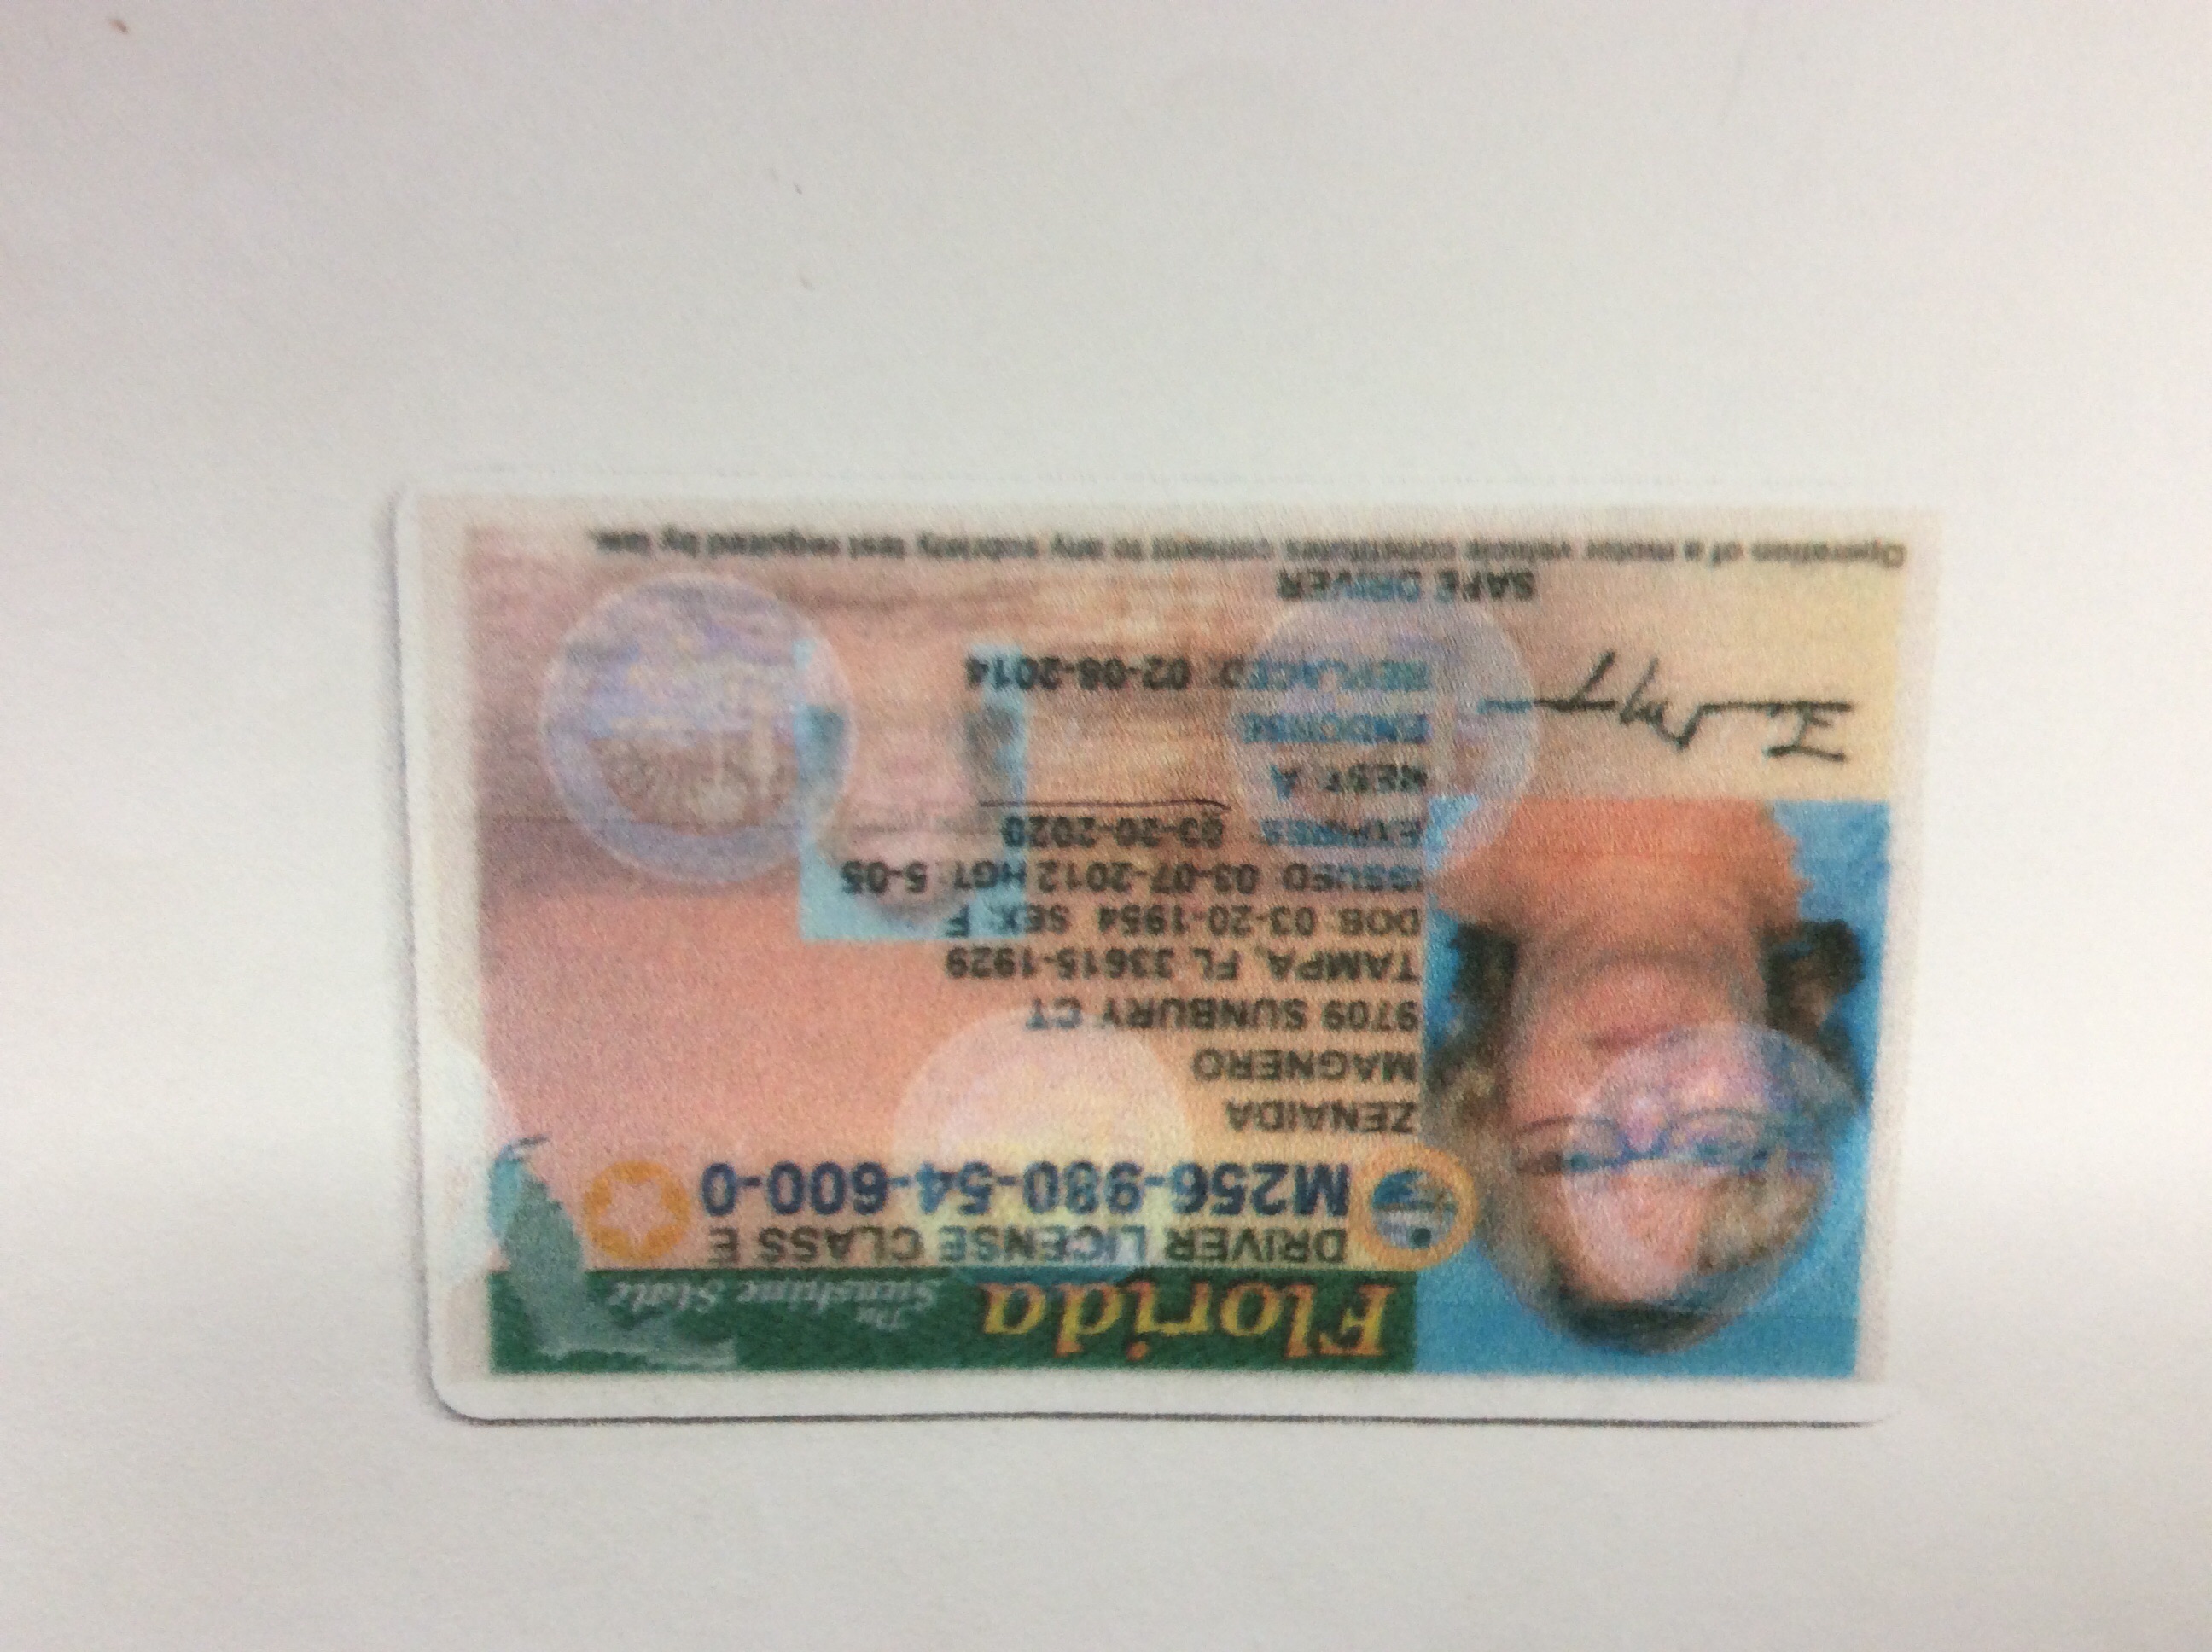 Florida The Sunshine State
DRIVER LICENSE CLASS E
M256-980-54-600-0
ZENAIDA
MAGNERO
9709 SUNBURY CT
TAMPA, FL 33615-1929
DOB: 03-20-1954 SEX: F
ISSUED: 03-07-2012 HGT: 5-05
EXPIRES: 03-20-2020
REST: A
ENDORSE
REPLACED: 02-06-2014
SAFE DRIVER
Operation of a motor vehicle constitutes consent to any sobriety test required by law.